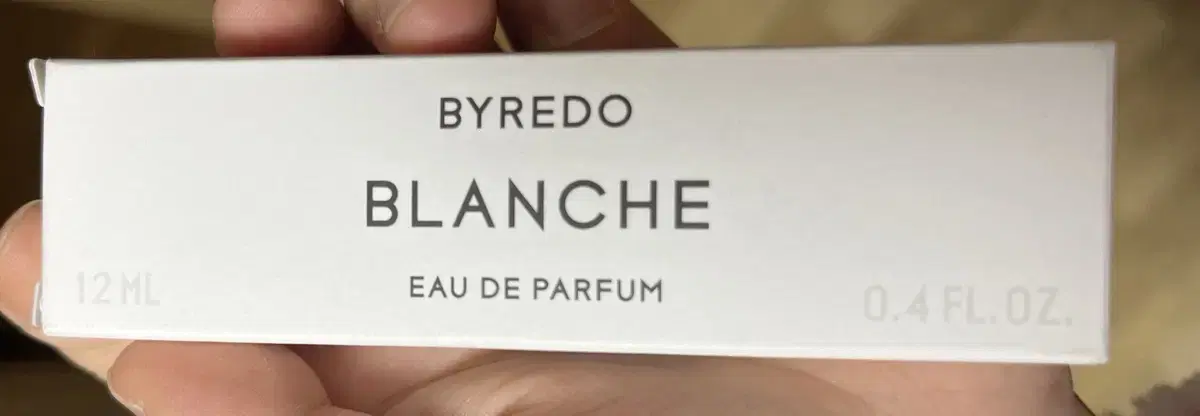 BYREDO
BLANCHE
EAU DE PARFUM
12 ML
0.4 FL. OZ.